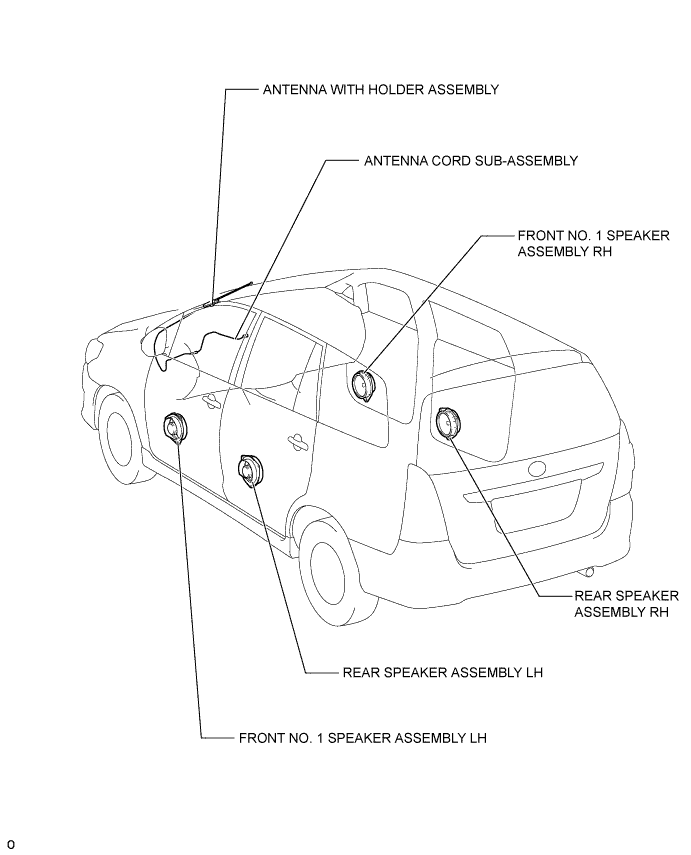 ANTENNA WITH HOLDER ASSEMBLY
ANTENNA CORD SUB-ASSEMBLY
FRONT NO. 1 SPEAKER
ASSEMBLY RH
REAR SPEAKER
ASSEMBLY RH
REAR SPEAKER ASSEMBLY LH
FRONT NO. 1 SPEAKER ASSEMBLY LH
O